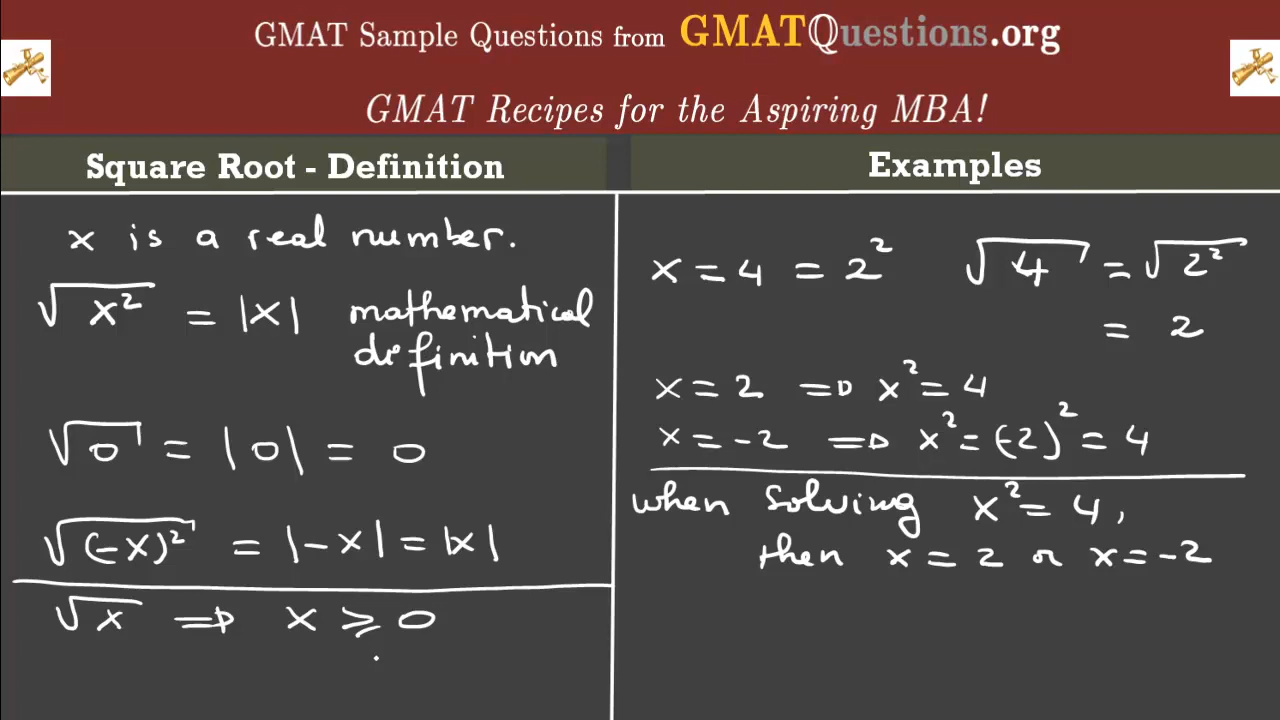 GMAT Sample Questions from GMATQuestions.org
GMAT Recipes for the Aspiring MBA!
Square Root - Definition
x is a real number.
√x² = |x| mathematical
definition
√0 = |0| = 0
√(-x)² = |-x| = |x|
√x ⇒ x ⩾ 0
Examples
x = 4 = 2² √4 = √2²
= 2
x = 2 ⇒ x² = 4
x = -2 ⇒ x² = (-2)² = 4
when solving x² = 4,
then x = 2 or x = -2